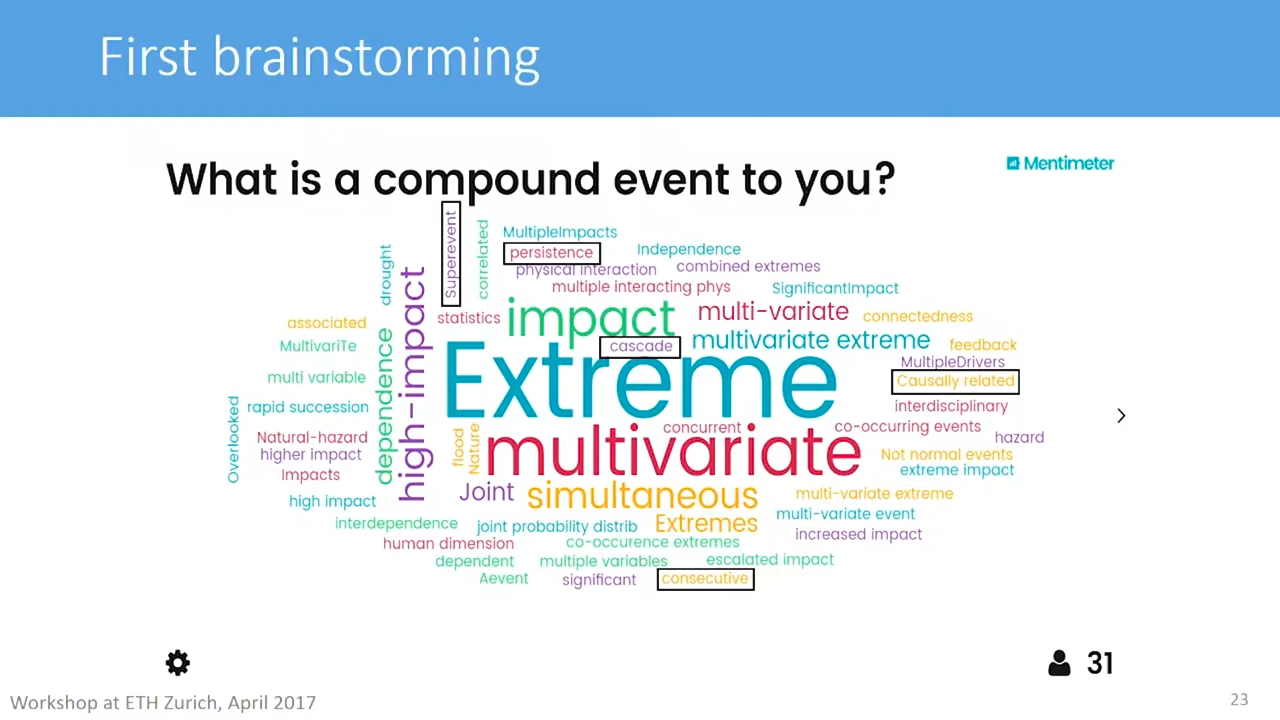 First brainstorming
What is a compound event to you?
Mentimeter
Superevent
correlated
MultipleImpacts
drought
persistence
Independence
physical interaction
combined extremes
high-impact
multiple interacting phys
SignificantImpact
associated
statistics
impact
multi-variate
connectedness
MultivariTe
dependence
cascade
multivariate extreme
feedback
Extreme
MultipleDrivers
multi variable
Causally related
Overlooked
rapid succession
interdisciplinary
Natural-hazard
flood
Nature
concurrent
co-occurring events
hazard
higher impact
multivariate
Not normal events
Impacts
extreme impact
high impact
Joint
simultaneous
multi-variate extreme
interdependence
joint probability distrib
Extremes
multi-variate event
human dimension
co-occurence extremes
increased impact
dependent
multiple variables
escalated impact
Aevent
significant
consecutive
31
Workshop at ETH Zurich, April 2017
23